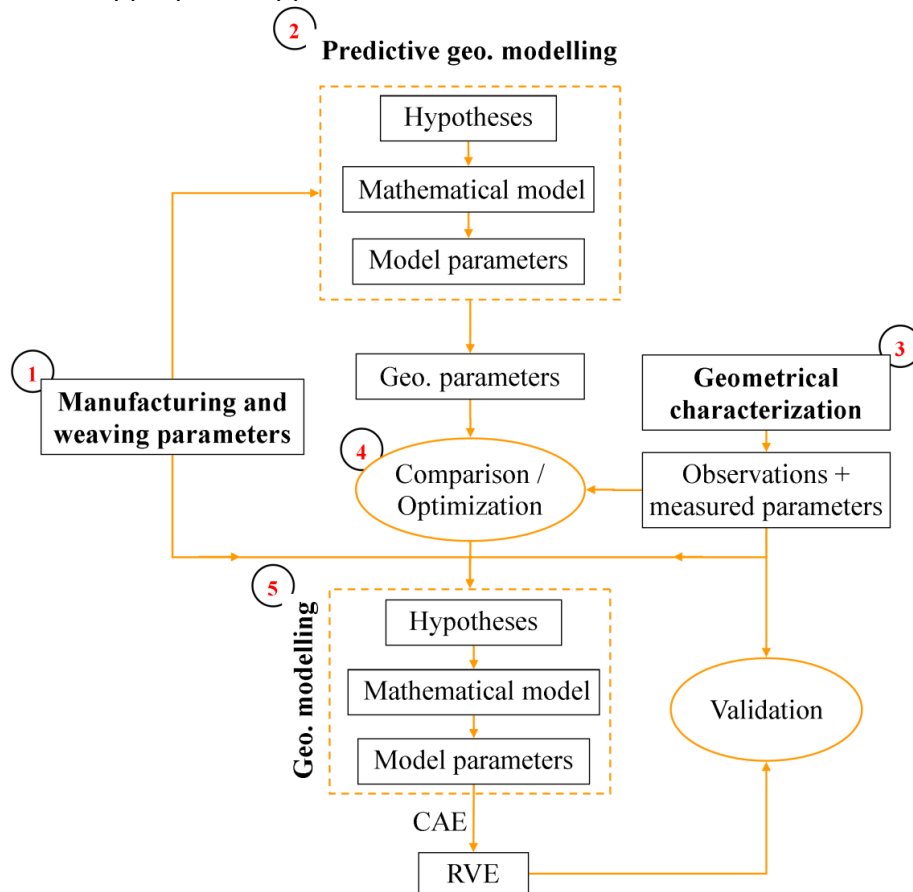 2
Predictive geo. modelling
Hypotheses
Mathematical model
Model parameters
1
Manufacturing and
weaving parameters
Geo. parameters
3
Geometrical
characterization
4
Comparison /
Optimization
Observations +
measured parameters
5
Geo. modelling
Hypotheses
Mathematical model
Model parameters
Validation
CAE
RVE